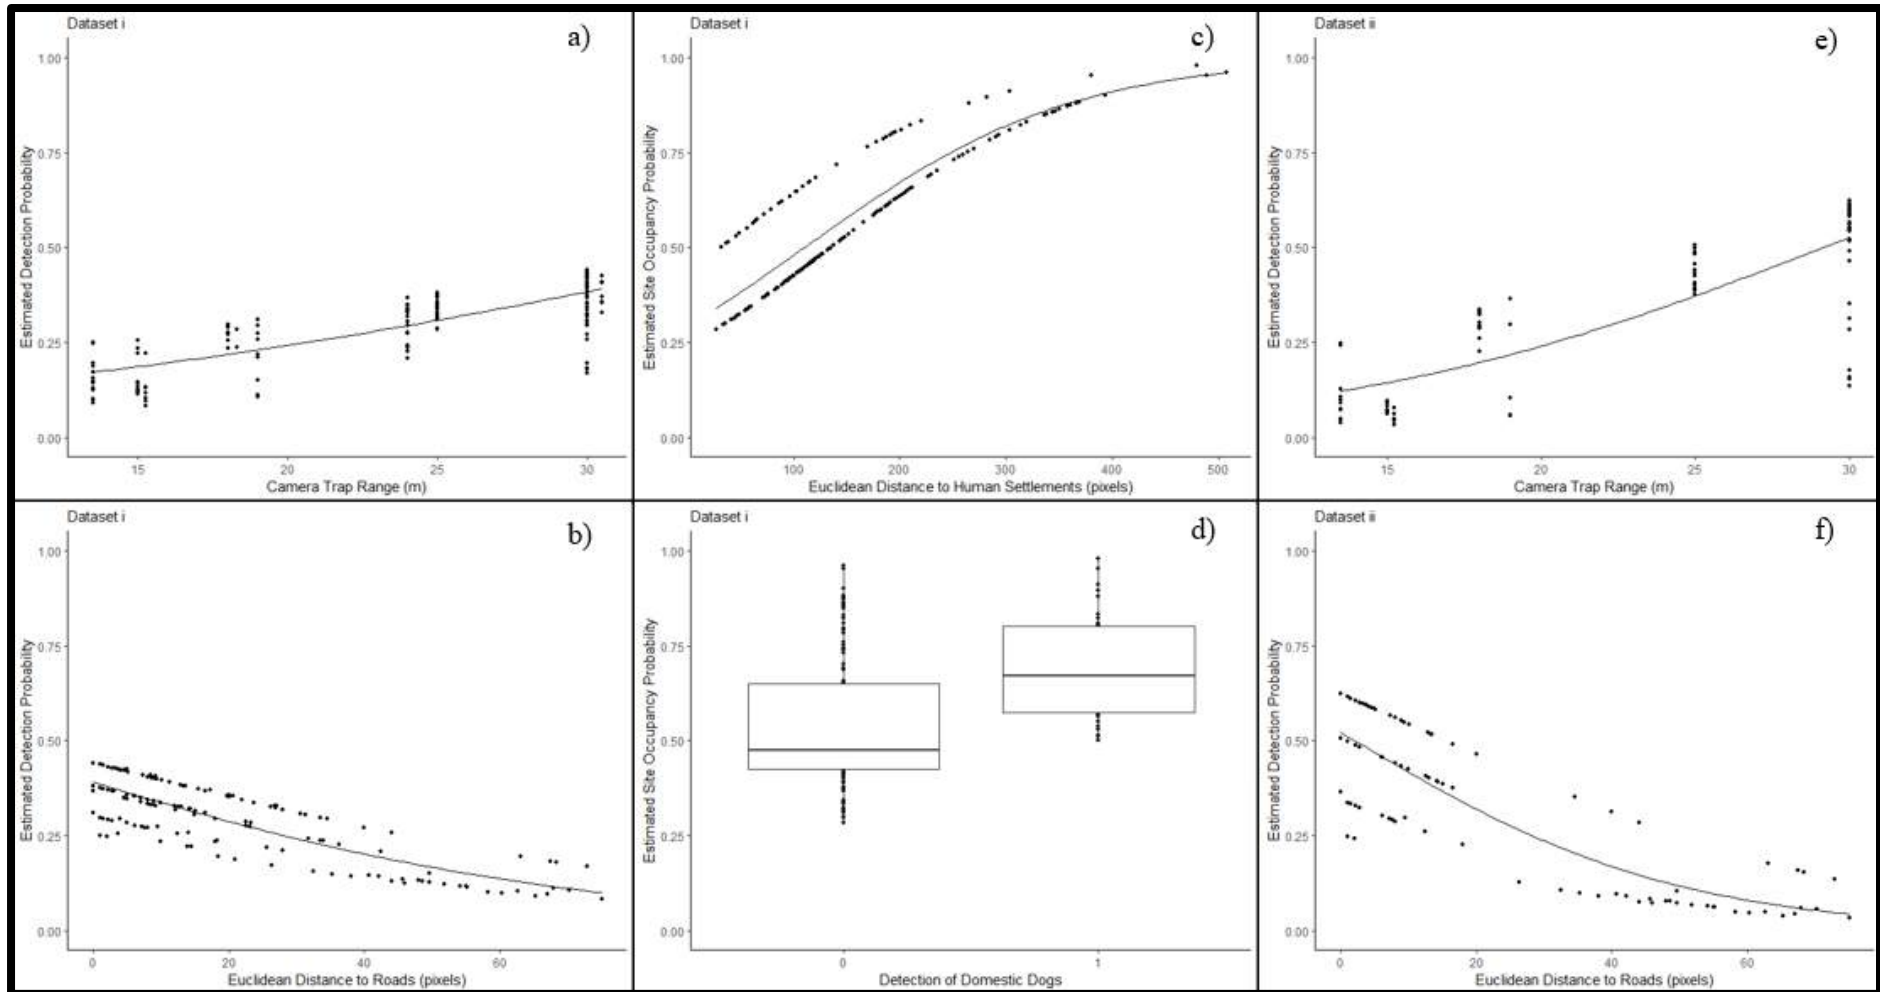 Dataset i
a)
Estimated Detection Probability
1.00
0.75
0.50
0.25
0.00
15 20 25 30
Camera Trap Range (m)
Dataset i
c)
Estimated Site Occupancy Probability
1.00
0.75
0.50
0.25
0.00
100 200 300 400 500
Euclidean Distance to Human Settlements (pixels)
Dataset ii
e)
Estimated Detection Probability
1.00
0.75
0.50
0.25
0.00
15 20 25 30
Camera Trap Range (m)
Dataset i
b)
Estimated Detection Probability
1.00
0.75
0.50
0.25
0.00
0 20 40 60
Euclidean Distance to Roads (pixels)
Dataset i
d)
Estimated Site Occupancy Probability
1.00
0.75
0.50
0.25
0.00
0 1
Detection of Domestic Dogs
Dataset ii
f)
Estimated Detection Probability
1.00
0.75
0.50
0.25
0.00
0 20 40 60
Euclidean Distance to Roads (pixels)